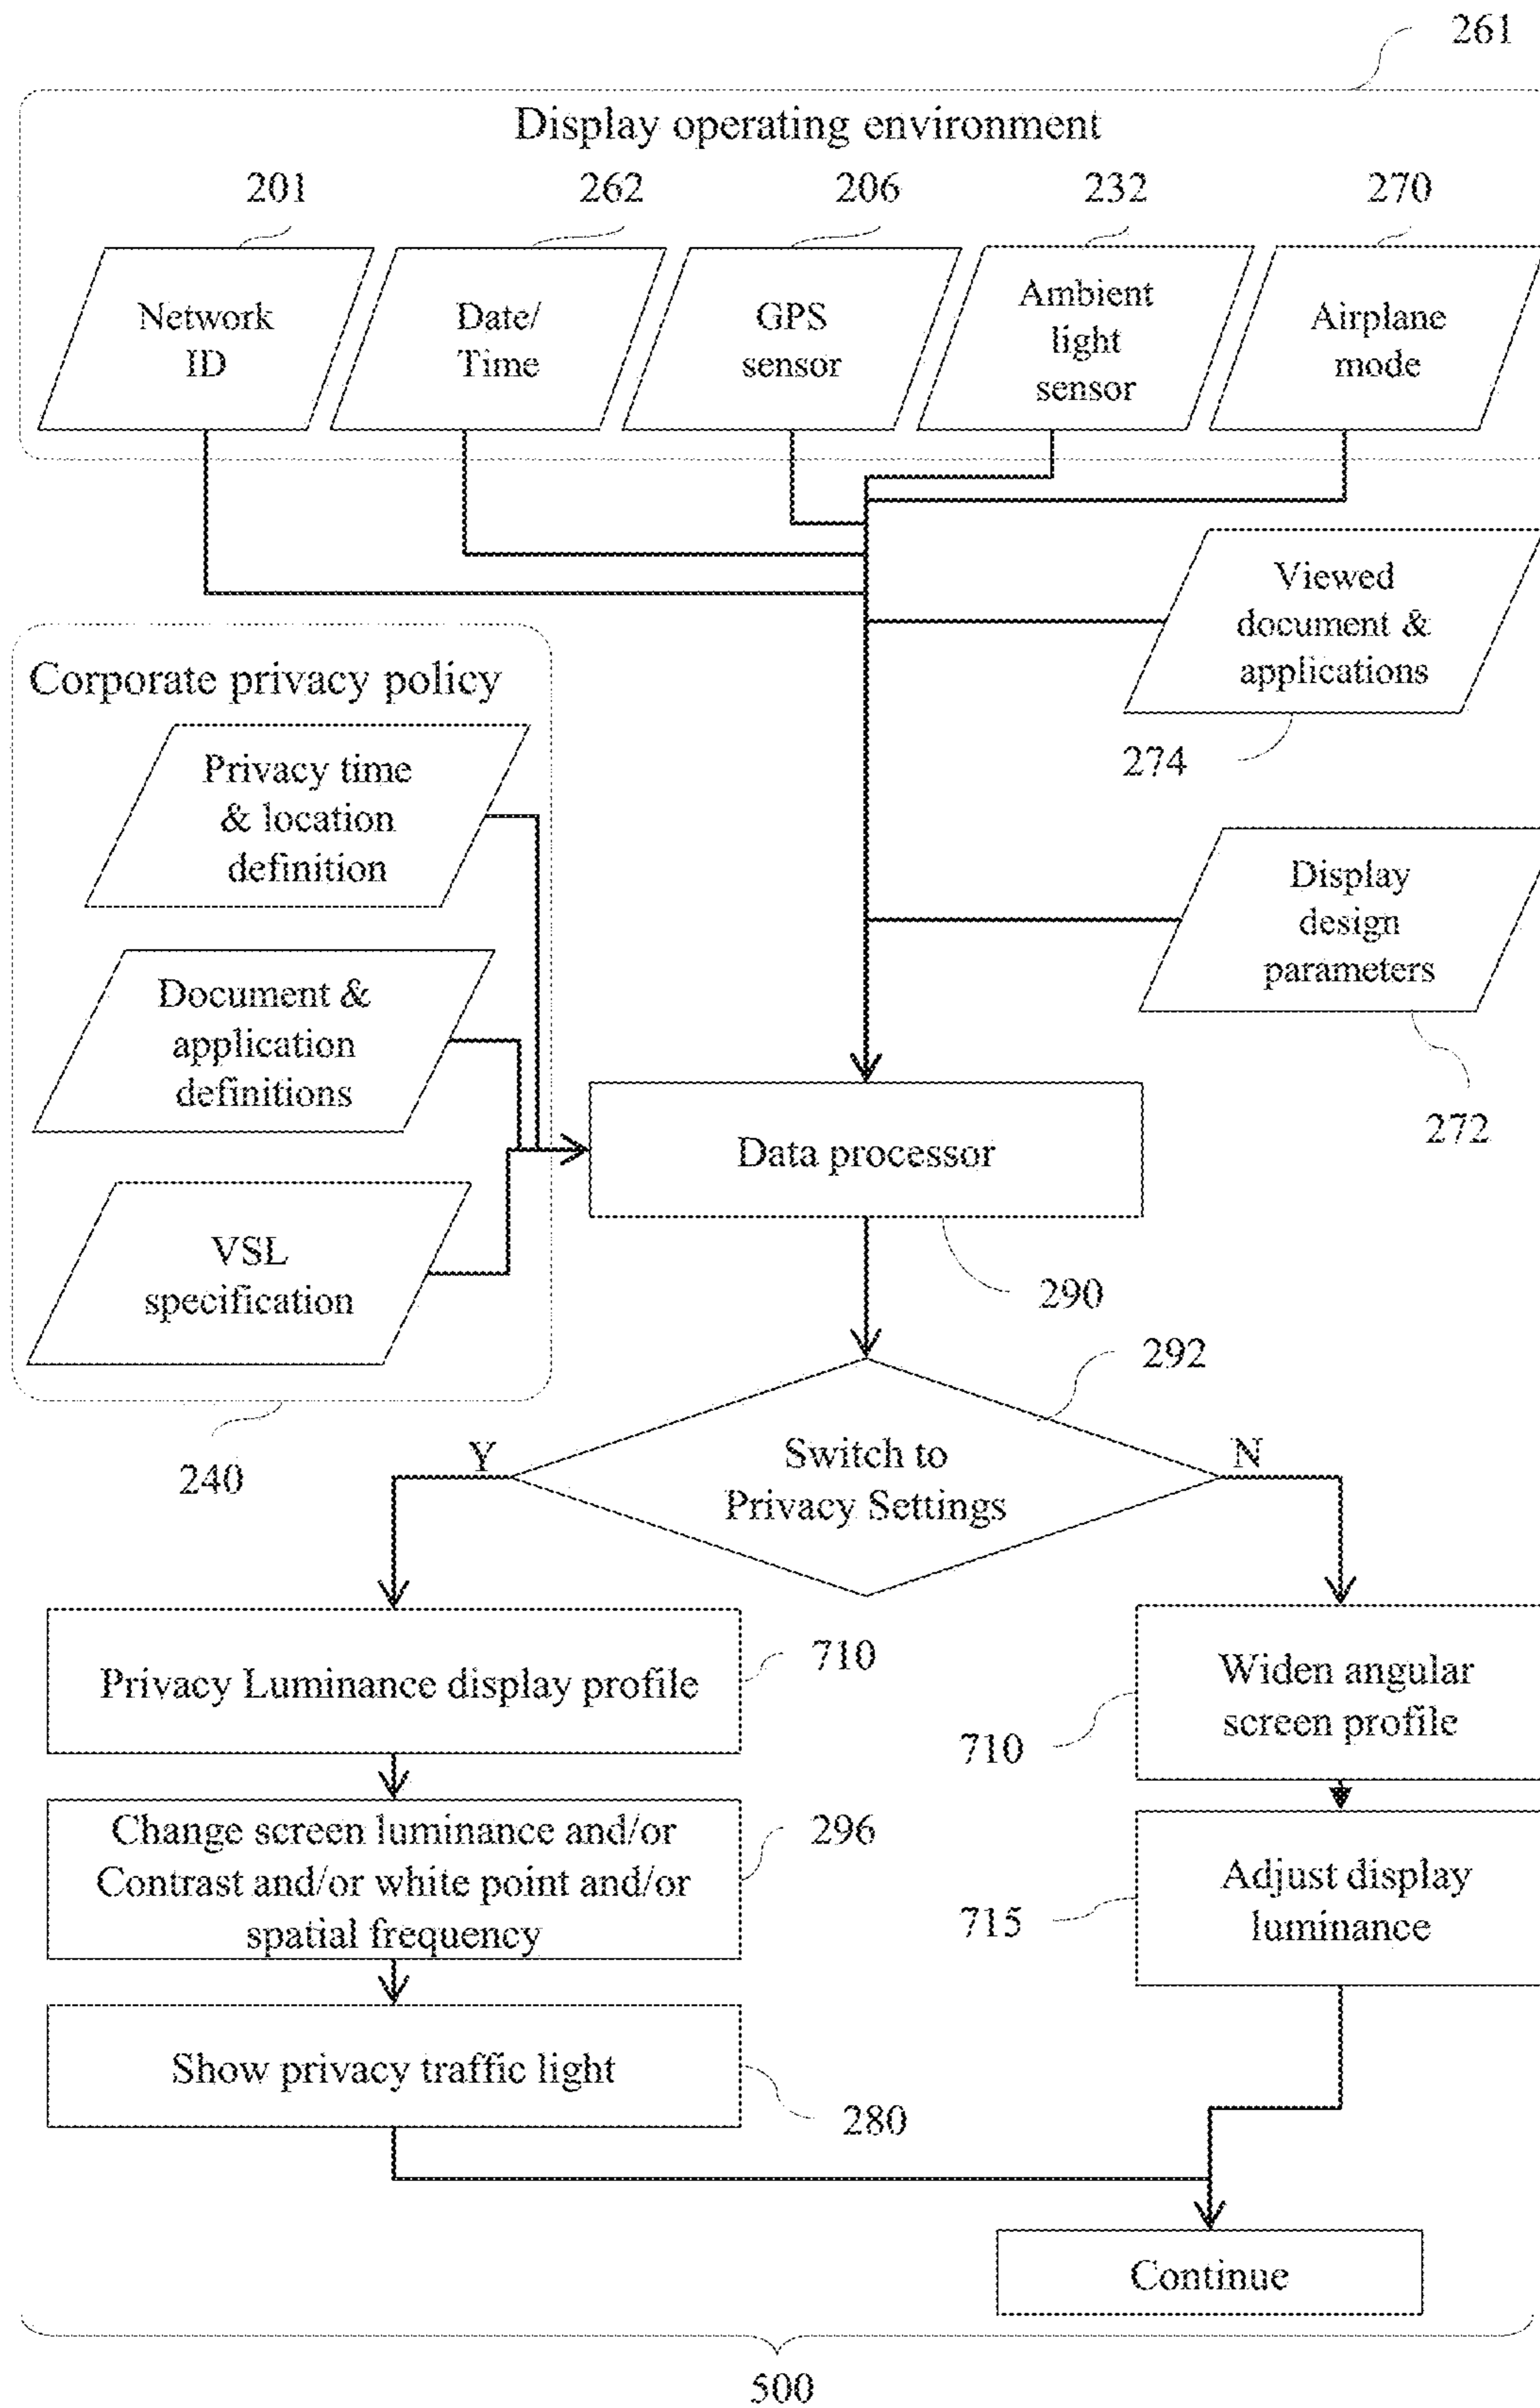 261
Display operating environment
201
262
206
232
270
Network
ID
Date/
Time
GPS
sensor
Ambient
light
sensor
Airplane
mode
Viewed
document &
applications
274
Corporate privacy policy
Privacy time
& location
definition
Display
design
parameters
272
Document &
application
definitions
Data processor
290
VSL
specification
240
292
Switch to
Privacy Settings
Y
N
Privacy Luminance display profile
710
Widen angular
screen profile
710
Change screen luminance and/or
Contrast and/or white point and/or
spatial frequency
296
Adjust display
luminance
715
Show privacy traffic light
280
Continue
500